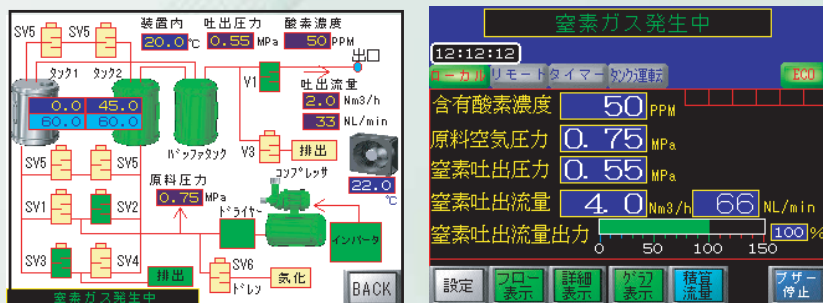 SV5
SV5
装置内
吐出圧力
酸素濃度
20.0℃
0.55 MPa
50 PPM
出口
タンク1
タンク2
V1
吐出流量
2.0 Nm3/h
33 NL/min
0.0
45.0
60.0
60.0
バッファタンク
V3
排出
コンプレッサ
22.0
℃
SV5
SV5
原料圧力
0.75 MPa
SV1
SV2
ドライヤー
インバータ
SV3
SV4
排出
SV6
ドレン
気化
BACK
窒素ガス発生中
窒素ガス発生中
12:12:12
ローカル
リモート
タイマー
タンク運転
ECO
含有酸素濃度 50 PPM
原料空気圧力 0.75 MPa
窒素吐出圧力 0.55 MPa
窒素吐出流量 4.0 Nm3/h 66 NL/min
窒素吐出流量出力 100 %
0 50 100 150
設定
フロー表示
詳細表示
グラフ表示
積算流量
ブザー停止